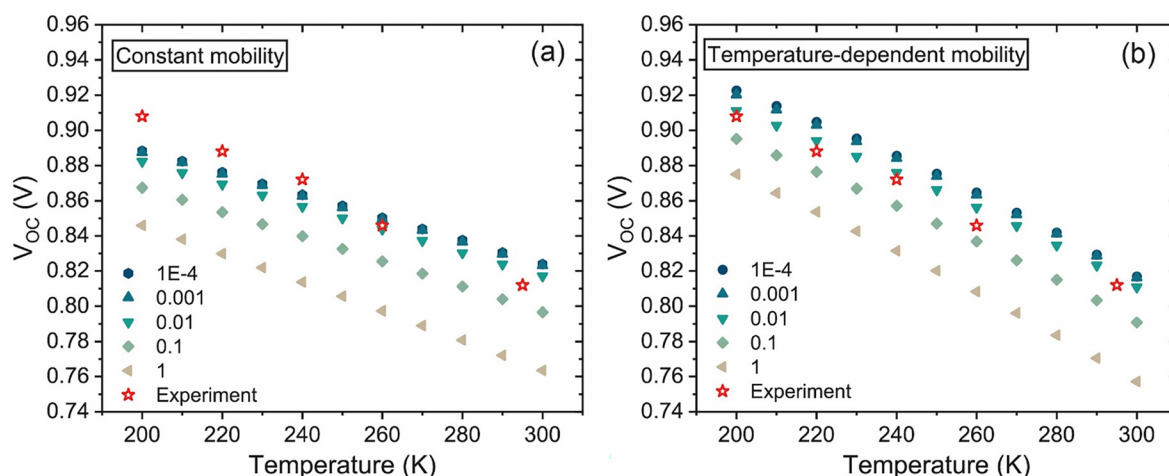 0.96
0.94
0.92
0.90
0.88
0.86
0.84
0.82
0.80
0.78
0.76
0.74
V_OC (V)
Constant mobility
(a)
1E-4
0.001
0.01
0.1
1
Experiment
200 220 240 260 280 300
Temperature (K)
0.96
0.94
0.92
0.90
0.88
0.86
0.84
0.82
0.80
0.78
0.76
0.74
V_OC (V)
Temperature-dependent mobility
(b)
1E-4
0.001
0.01
0.1
1
Experiment
200 220 240 260 280 300
Temperature (K)